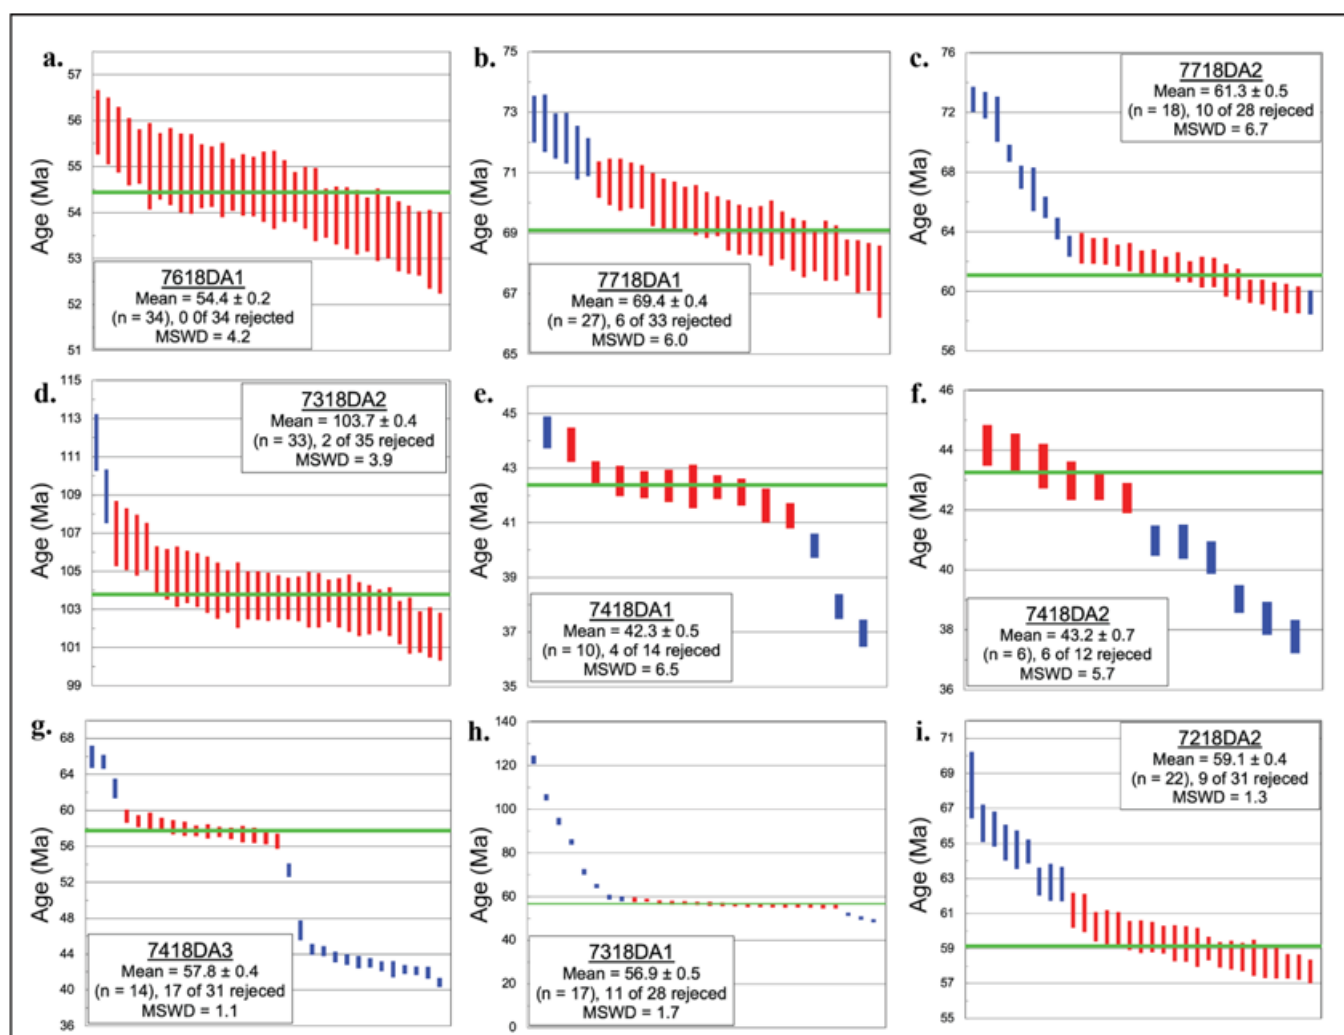 a.
Age (Ma)
57
56
55
54
53
52
51
7618DA1
Mean = 54.4 ± 0.2
(n = 34), 0 of 34 rejected
MSWD = 4.2
b.
Age (Ma)
75
73
71
69
67
65
7718DA1
Mean = 69.4 ± 0.4
(n = 27), 6 of 33 rejected
MSWD = 6.0
c.
Age (Ma)
76
72
68
64
60
56
7718DA2
Mean = 61.3 ± 0.5
(n = 18), 10 of 28 rejeced
MSWD = 6.7
d.
Age (Ma)
115
113
111
109
107
105
103
101
99
7318DA2
Mean = 103.7 ± 0.4
(n = 33), 2 of 35 rejeced
MSWD = 3.9
e.
Age (Ma)
45
43
41
39
37
35
7418DA1
Mean = 42.3 ± 0.5
(n = 10), 4 of 14 rejeced
MSWD = 6.5
f.
Age (Ma)
46
44
42
40
38
36
7418DA2
Mean = 43.2 ± 0.7
(n = 6), 6 of 12 rejeced
MSWD = 5.7
g.
Age (Ma)
68
64
60
56
52
48
44
40
36
7418DA3
Mean = 57.8 ± 0.4
(n = 14), 17 of 31 rejeced
MSWD = 1.1
h.
Age (Ma)
140
120
100
80
60
40
20
0
7318DA1
Mean = 56.9 ± 0.5
(n = 17), 11 of 28 rejeced
MSWD = 1.7
i.
Age (Ma)
71
69
67
65
63
61
59
57
55
7218DA2
Mean = 59.1 ± 0.4
(n = 22), 9 of 31 rejeced
MSWD = 1.3